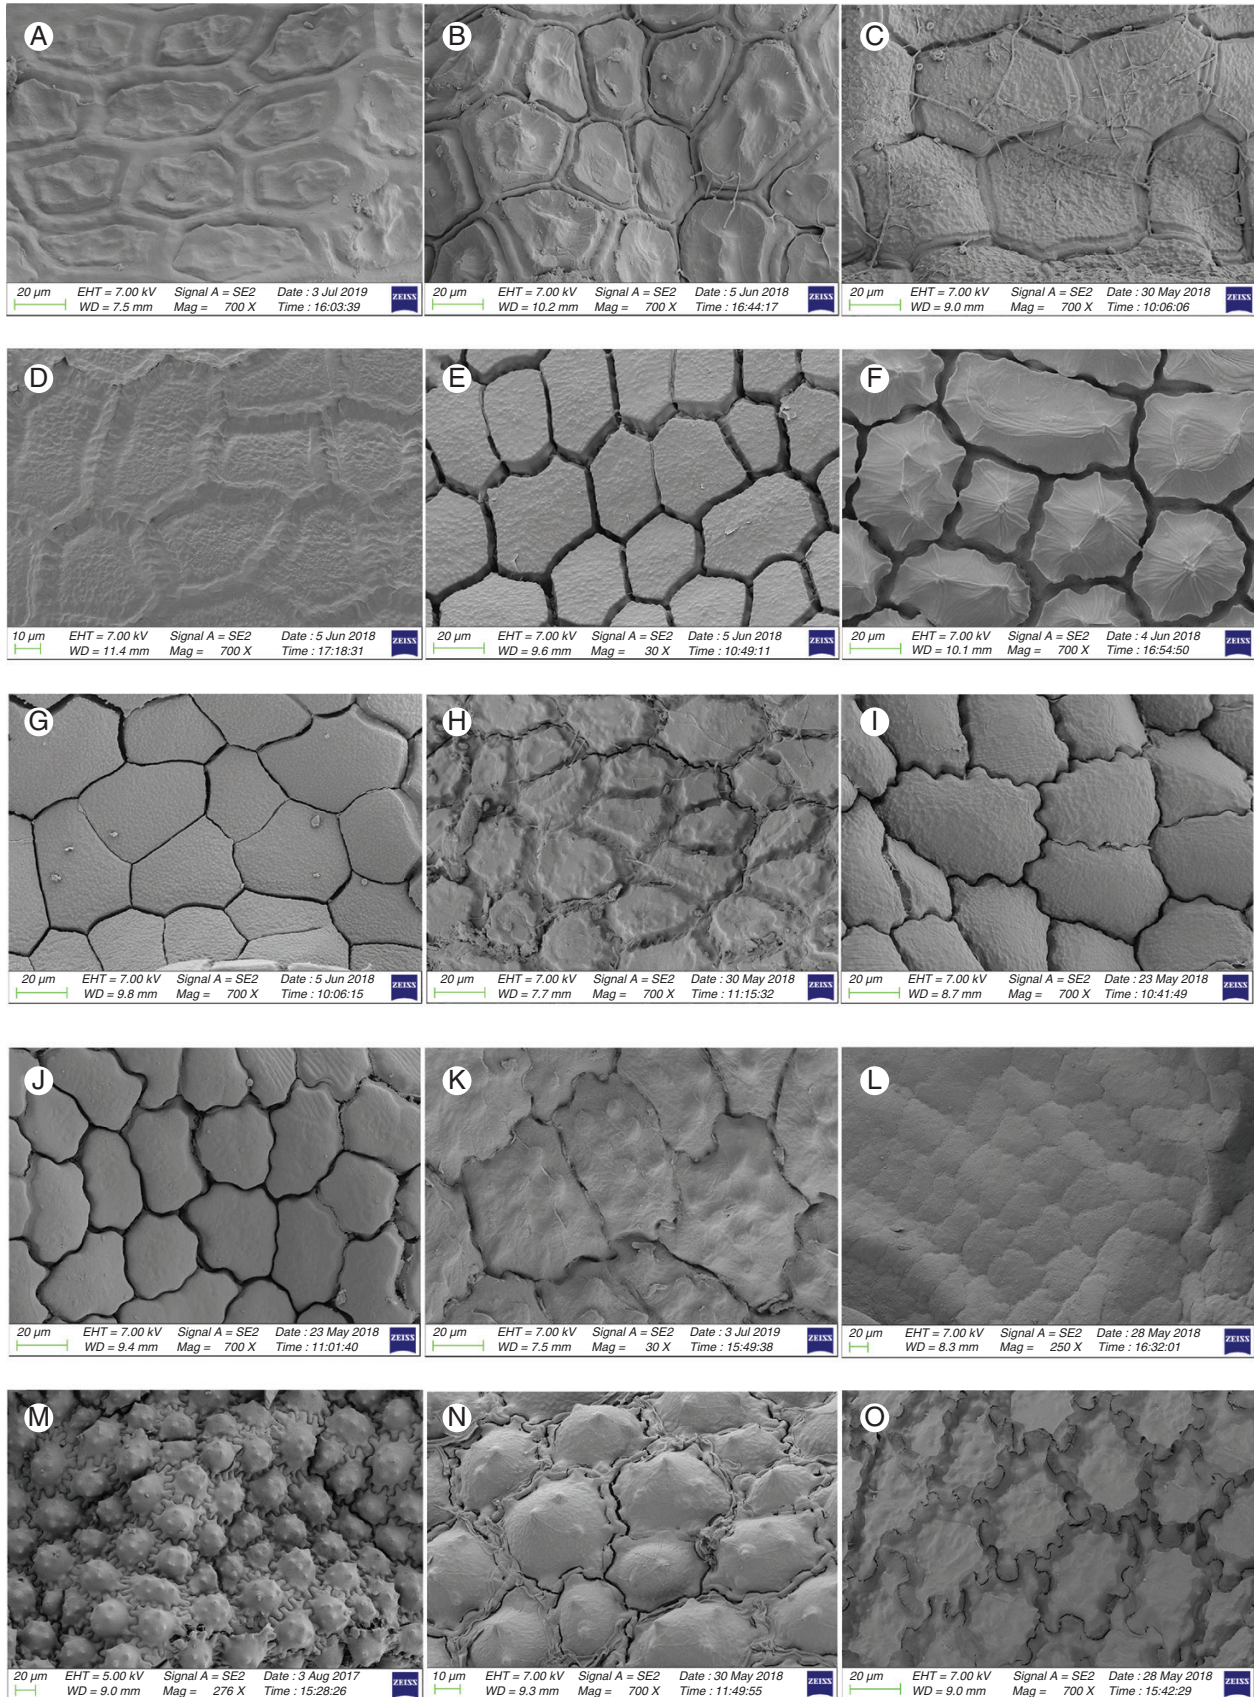 A
B
C
20 µm EHT = 7.00 kV Signal A = SE2 Date : 3 Jul 2019
WD = 7.5 mm Mag = 700 X Time : 16:03:39
ZEISS
20 µm EHT = 7.00 kV Signal A = SE2 Date : 5 Jun 2018
WD = 10.2 mm Mag = 700 X Time : 16:44:17
ZEISS
20 µm EHT = 7.00 kV Signal A = SE2 Date : 30 May 2018
WD = 9.0 mm Mag = 700 X Time : 10:06:06
ZEISS
D
E
F
10 µm EHT = 7.00 kV Signal A = SE2 Date : 5 Jun 2018
WD = 11.4 mm Mag = 700 X Time : 17:18:31
ZEISS
20 µm EHT = 7.00 kV Signal A = SE2 Date : 5 Jun 2018
WD = 9.6 mm Mag = 30 X Time : 10:49:11
ZEISS
20 µm EHT = 7.00 kV Signal A = SE2 Date : 4 Jun 2018
WD = 10.1 mm Mag = 700 X Time : 16:54:50
ZEISS
G
H
I
20 µm EHT = 7.00 kV Signal A = SE2 Date : 5 Jun 2018
WD = 9.8 mm Mag = 700 X Time : 10:06:15
ZEISS
20 µm EHT = 7.00 kV Signal A = SE2 Date : 30 May 2018
WD = 7.7 mm Mag = 700 X Time : 11:15:32
ZEISS
20 µm EHT = 7.00 kV Signal A = SE2 Date : 23 May 2018
WD = 8.7 mm Mag = 700 X Time : 10:41:49
ZEISS
J
K
L
20 µm EHT = 7.00 kV Signal A = SE2 Date : 23 May 2018
WD = 9.4 mm Mag = 700 X Time : 11:01:40
ZEISS
20 µm EHT = 7.00 kV Signal A = SE2 Date : 3 Jul 2019
WD = 7.5 mm Mag = 30 X Time : 15:49:38
ZEISS
20 µm EHT = 7.00 kV Signal A = SE2 Date : 28 May 2018
WD = 8.3 mm Mag = 250 X Time : 16:32:01
ZEISS
M
N
O
20 µm EHT = 5.00 kV Signal A = SE2 Date : 3 Aug 2017
WD = 9.0 mm Mag = 276 X Time : 15:28:26
ZEISS
10 µm EHT = 7.00 kV Signal A = SE2 Date : 30 May 2018
WD = 9.3 mm Mag = 700 X Time : 11:49:55
ZEISS
20 µm EHT = 7.00 kV Signal A = SE2 Date : 28 May 2018
WD = 9.0 mm Mag = 700 X Time : 15:42:29
ZEISS